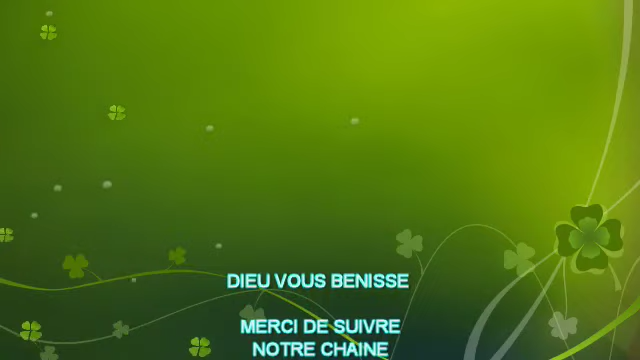 DIEU VOUS BENISSE
MERCI DE SUIVRE
NOTRE CHAINE